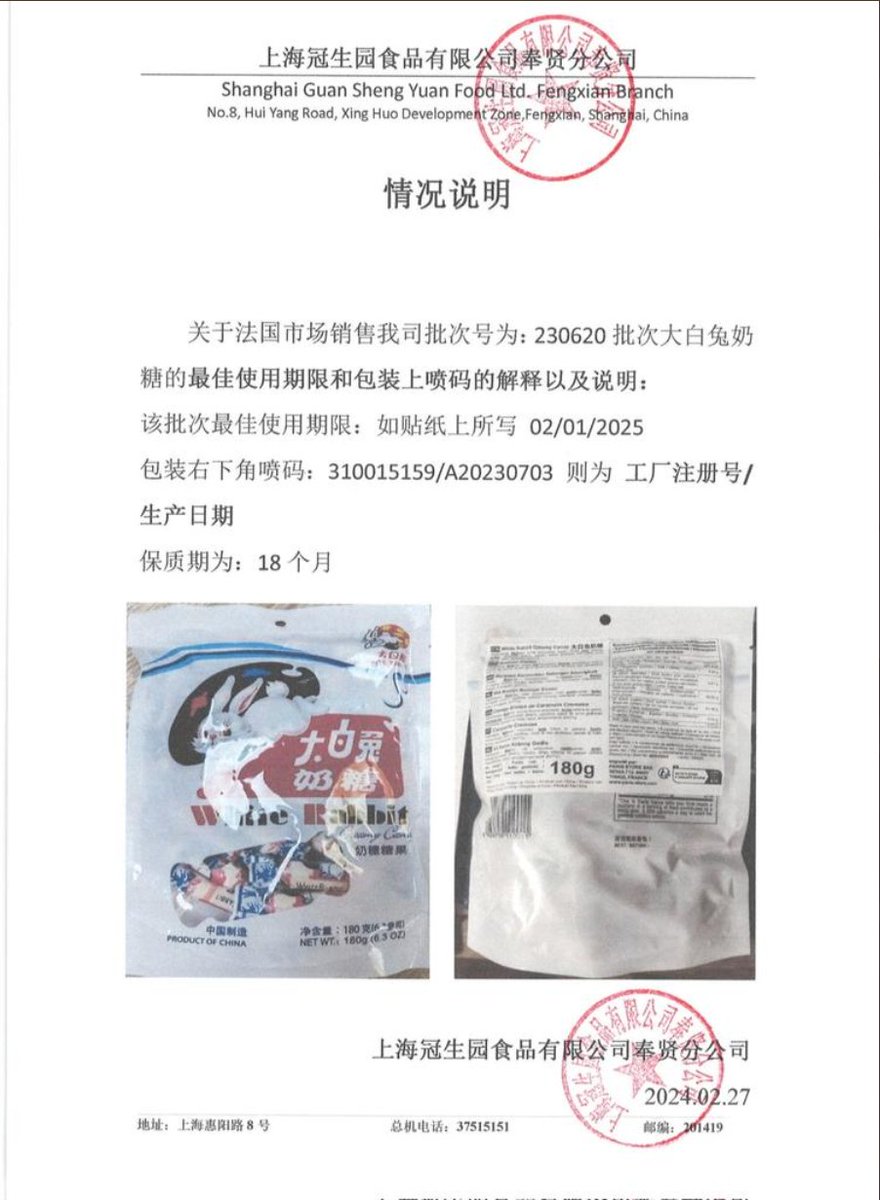 上海冠生园食品有限公司奉贤分公司
Shanghai Guan Sheng Yuan Food Ltd. Fengxian Branch
No.8, Hui Yang Road, Xing Huo Development Zone,Fengxian, Shanghai, China
情况说明
关于法国市场销售我司批次号为：230620 批次大白兔奶
糖的最佳使用期限和包装上喷码的解释以及说明：
该批次最佳使用期限：如贴纸上所写 02/01/2025
包装右下角喷码：310015159/A20230703 则为 工厂注册号/
生产日期
保质期为：18 个月
大白兔
奶糖
White Rabbit
奶糖糖果
中国制造
PRODUCT OF CHINA
净含量：180 克
NET WT.: 180g (6.3 OZ)
180g
上海冠生园食品有限公司奉贤分公司
2024.02.27
地址：上海惠阳路 8 号
总机电话：37515151
邮编：201419